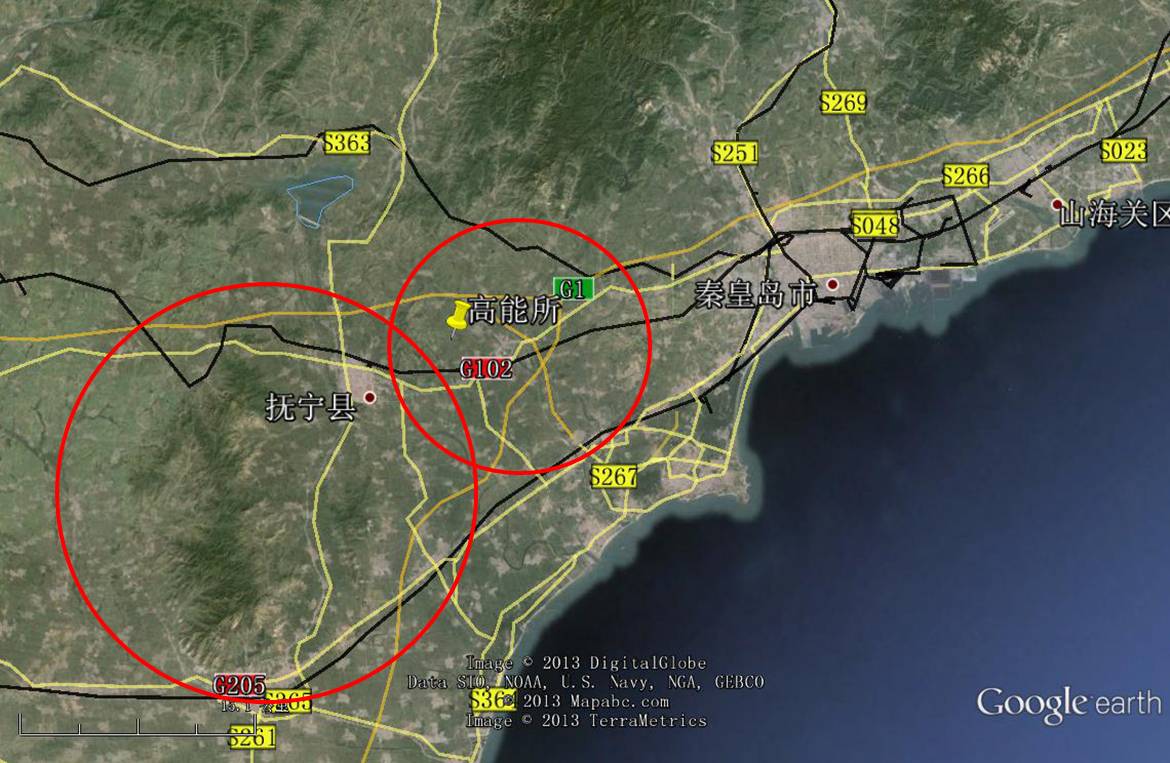 S269
S363
S251
S023
S266
山海关区
S048
G1
秦皇岛市
高能所
G102
抚宁县
S267
Image © 2013 DigitalGlobe
Data SIO, NOAA, U.S. Navy, NGA, GEBCO
G205
© 2013 Mapabc.com
Google earth
Image © 2013 TerraMetrics
S261